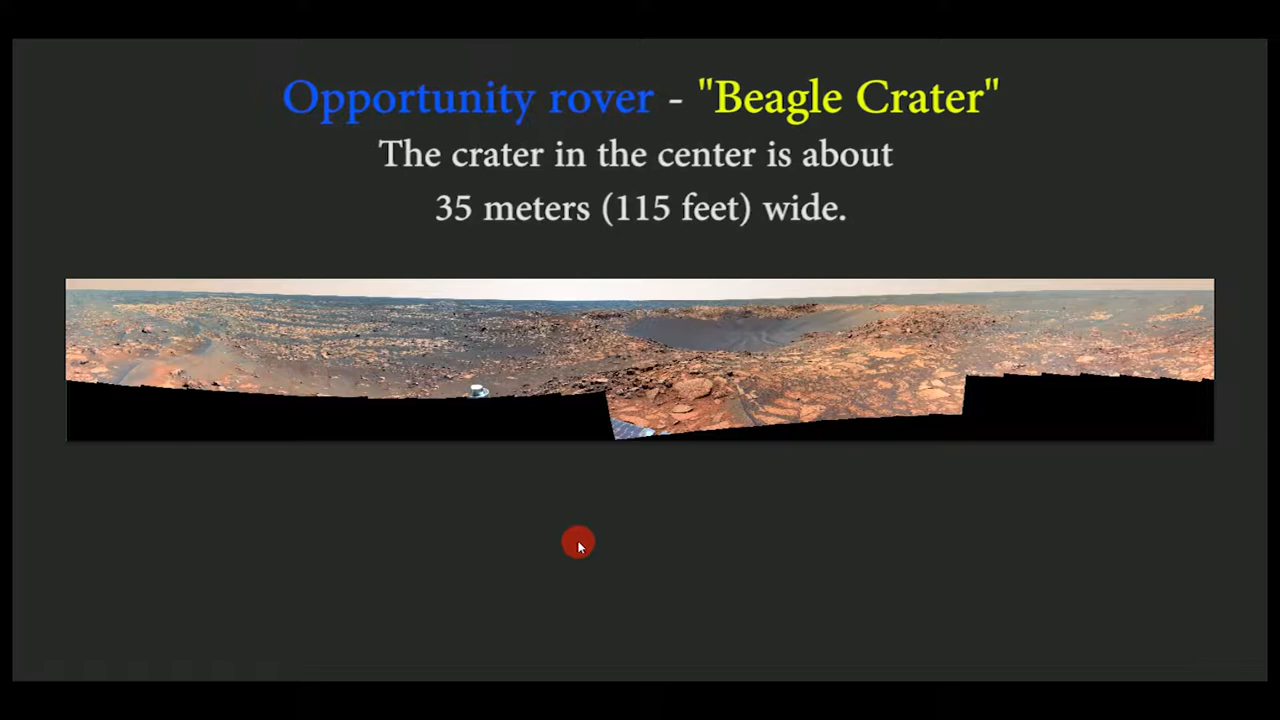 Opportunity rover - "Beagle Crater"
The crater in the center is about
35 meters (115 feet) wide.